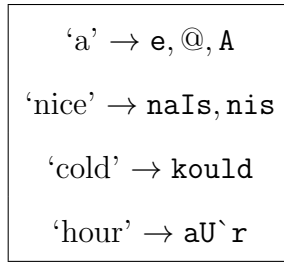 ‘a’ → e, @, A
‘nice’ → naIs, nis
‘cold’ → kould
‘hour’ → aU`r